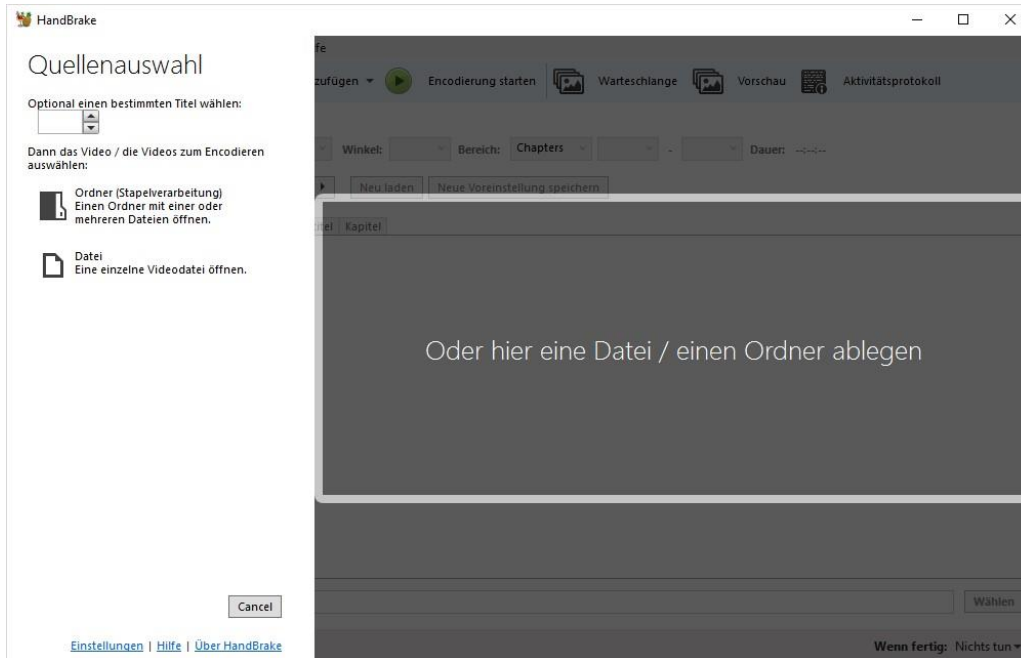 HandBrake
Quellenauswahl
Optional einen bestimmten Titel wählen:
Dann das Video / die Videos zum Encodieren
auswählen:
Ordner (Stapelverarbeitung)
Einen Ordner mit einer oder
mehreren Dateien öffnen.
Datei
Eine einzelne Videodatei öffnen.
Cancel
Einstellungen | Hilfe | Über HandBrake
fe
zufügen Encodierung starten Warteschlange Vorschau Aktivitätsprotokoll
Winkel: Bereich: Chapters - Dauer: --:--:--
Neu laden Neue Voreinstellung speichern
itel Kapitel
Oder hier eine Datei / einen Ordner ablegen
Wählen
Wenn fertig: Nichts tun